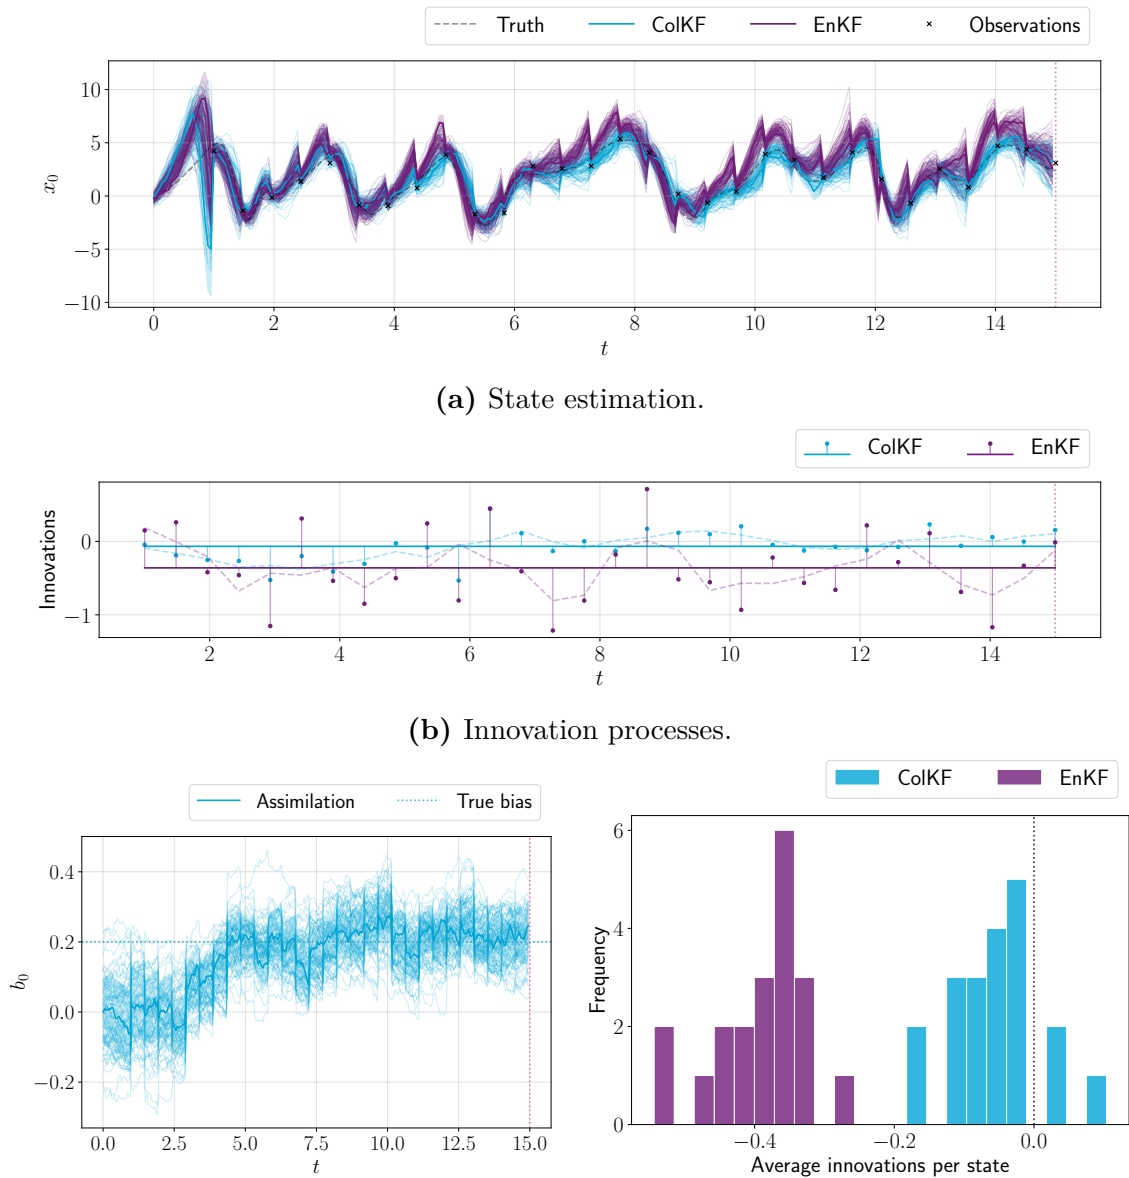 Truth ColKF EnKF Observations
10
5
0
−5
−10
x0
0 2 4 6 8 10 12 14
t
(a) State estimation.
ColKF EnKF
0
−1
Innovations
2 4 6 8 10 12 14
t
(b) Innovation processes.
Assimilation True bias
0.4
0.2
0.0
−0.2
b0
0.0 2.5 5.0 7.5 10.0 12.5 15.0
t
ColKF EnKF
6
4
2
0
Frequency
−0.4 −0.2 0.0
Average innovations per state